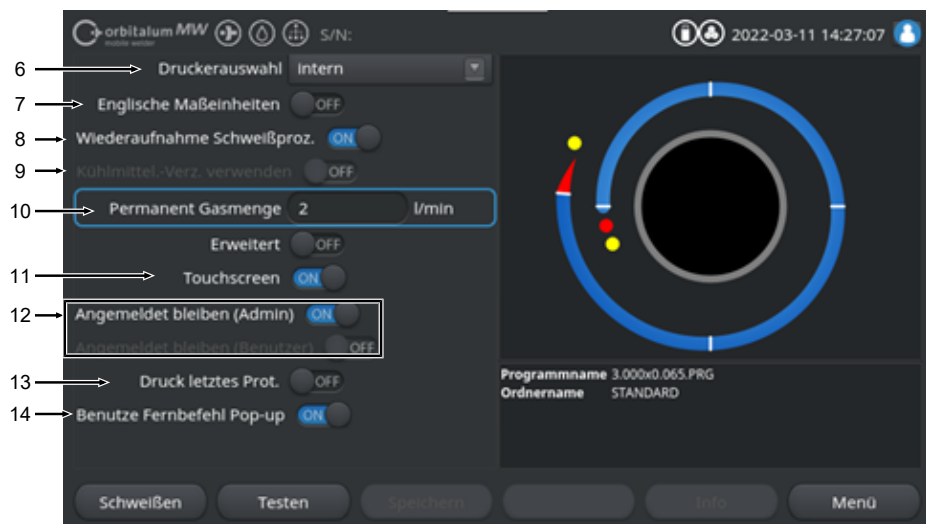 orbitalum MW S/N: 2022-03-11 14:27:07
mobile welder
6 Druckerauswahl Intern
7 Englische Maßeinheiten OFF
8 Wiederaufnahme Schweißproz. ON
9 Kühlmittel.-Verz. verwenden OFF
10 Permanent Gasmenge 2 l/min
Erweitert OFF
11 Touchscreen ON
12 Angemeldet bleiben (Admin) ON
Angemeldet bleiben (Benutzer) OFF
13 Druck letztes Prot. OFF
14 Benutze Fernbefehl Pop-up ON
Programmname 3.000x0.065.PRG
Ordnername STANDARD
Schweißen Testen Speichern Info Menü